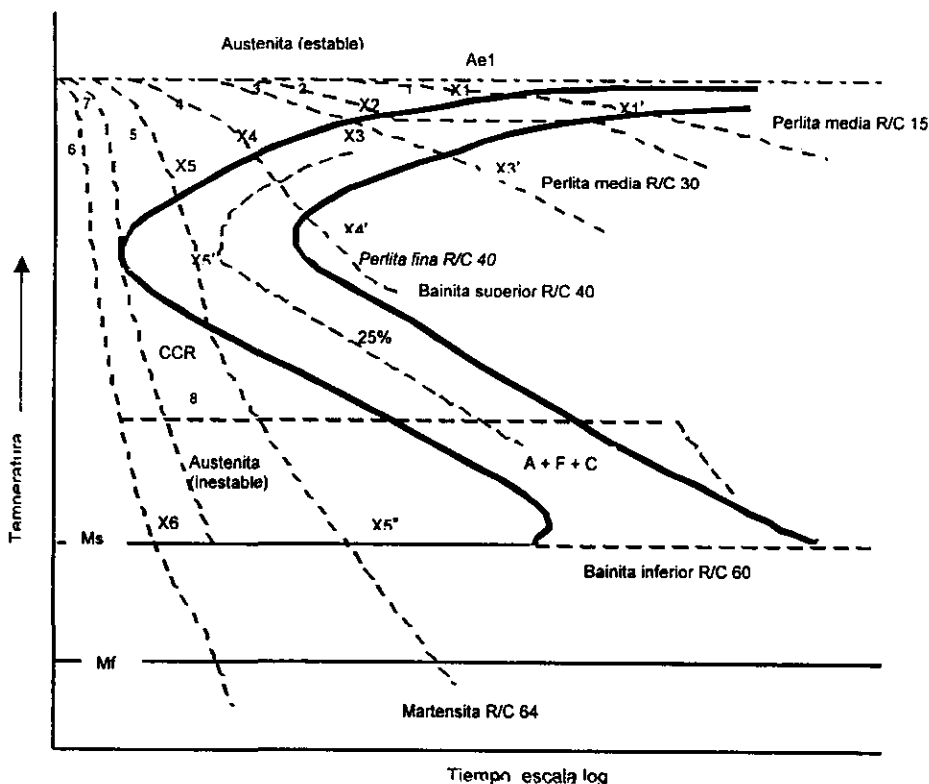 Austenita (estable)
Ae1
7
4
3
2
1
X1
X2
X1'
6
5
X4
X3
Perlita media R/C 15
X5
X3'
Perlita media R/C 30
X4'
X5'
Perlita fina R/C 40
Bainita superior R/C 40
25%
CCR
8
A + F + C
Austenita
(inestable)
Temperatura
X6
X5"
Ms
Bainita inferior R/C 60
Mf
Martensita R/C 64
Tiempo escala log